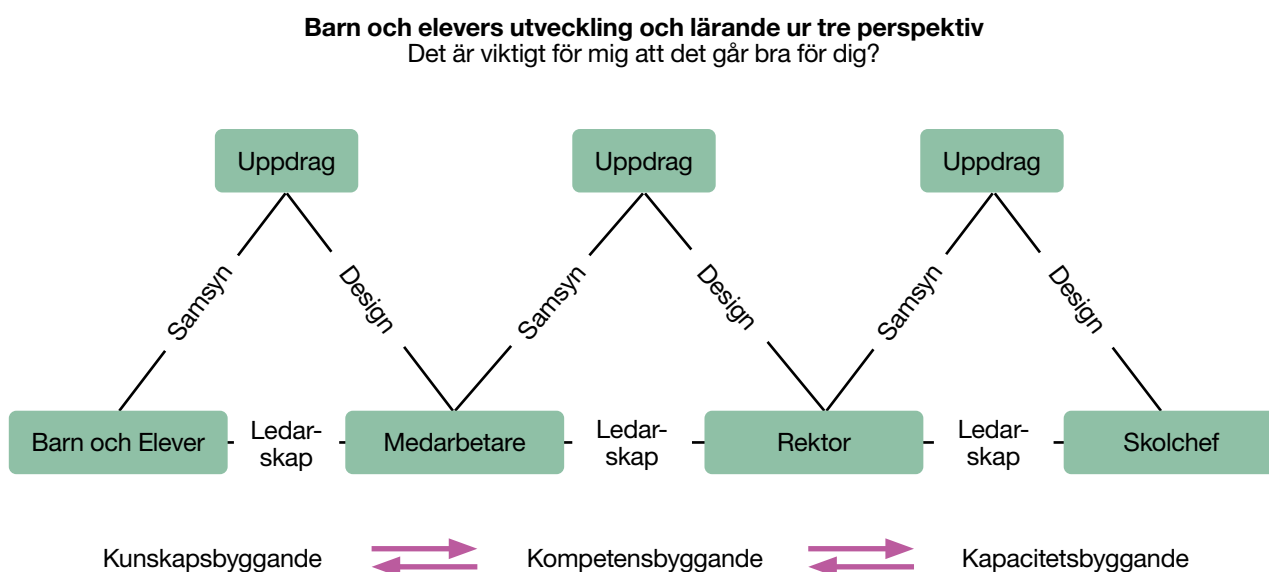 Barn och elevers utveckling och lärande ur tre perspektiv
Det är viktigt för mig att det går bra för dig?
Uppdrag
Uppdrag
Uppdrag
Samsyn
Design
Samsyn
Design
Samsyn
Design
Barn och Elever
Ledar-
skap
Medarbetare
Ledar-
skap
Rektor
Ledar-
skap
Skolchef
Kunskapsbyggande
Kompetensbyggande
Kapacitetsbyggande